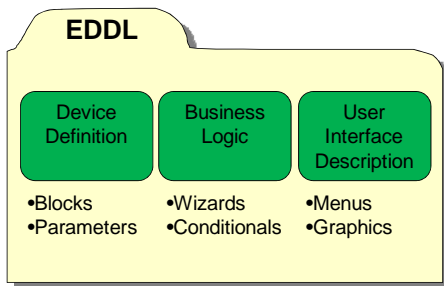 EDDL
Device
Definition
Business
Logic
User
Interface
Description
•Blocks
•Parameters
•Wizards
•Conditionals
•Menus
•Graphics